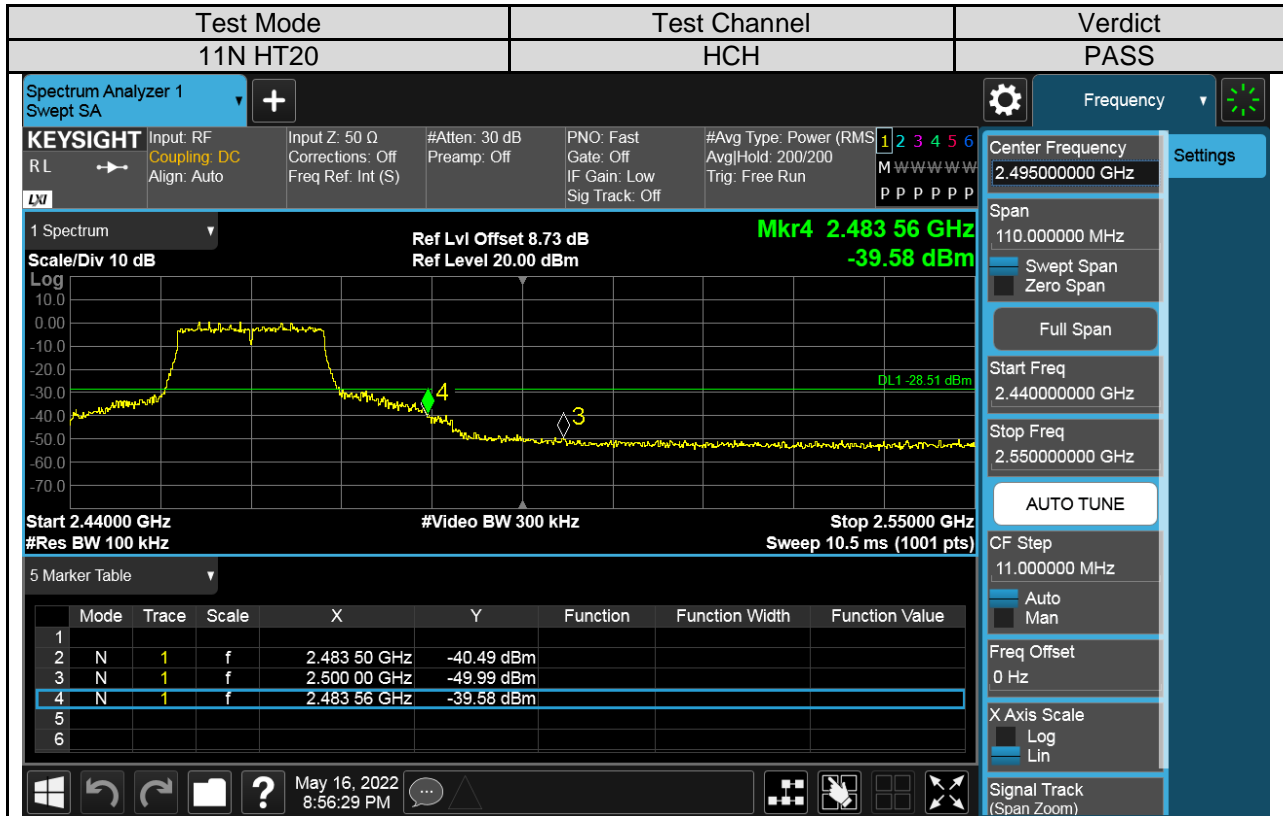 Test Mode Test Channel Verdict
11N HT20 HCH PASS
Spectrum Analyzer 1
Swept SA
+
Frequency
KEYSIGHT Input: RF Input Z: 50 Ω #Atten: 30 dB PNO: Fast #Avg Type: Power (RMS 1 2 3 4 5 6
RL Coupling: DC Corrections: Off Preamp: Off Gate: Off Avg|Hold: 200/200 M W W W W W
Align: Auto Freq Ref: Int (S) IF Gain: Low Trig: Free Run
LXI Sig Track: Off P P P P P P
1 Spectrum Ref Lvl Offset 8.73 dB Mkr4 2.483 56 GHz
Scale/Div 10 dB Ref Level 20.00 dBm -39.58 dBm
Log
10.0
0.00
-10.0
-20.0
DL1 -28.51 dBm
-30.0
4
-40.0
3
-50.0
-60.0
-70.0
Start 2.44000 GHz #Video BW 300 kHz Stop 2.55000 GHz
#Res BW 100 kHz Sweep 10.5 ms (1001 pts)
5 Marker Table
Mode Trace Scale X Y Function Function Width Function Value
1
2 N 1 f 2.483 50 GHz -40.49 dBm
3 N 1 f 2.500 00 GHz -49.99 dBm
4 N 1 f 2.483 56 GHz -39.58 dBm
5
6
?
May 16, 2022
8:56:29 PM
Center Frequency
2.495000000 GHz
Settings
Span
110.000000 MHz
Swept Span
Zero Span
Full Span
Start Freq
2.440000000 GHz
Stop Freq
2.550000000 GHz
AUTO TUNE
CF Step
11.000000 MHz
Auto
Man
Freq Offset
0 Hz
X Axis Scale
Log
Lin
Signal Track
(Span Zoom)